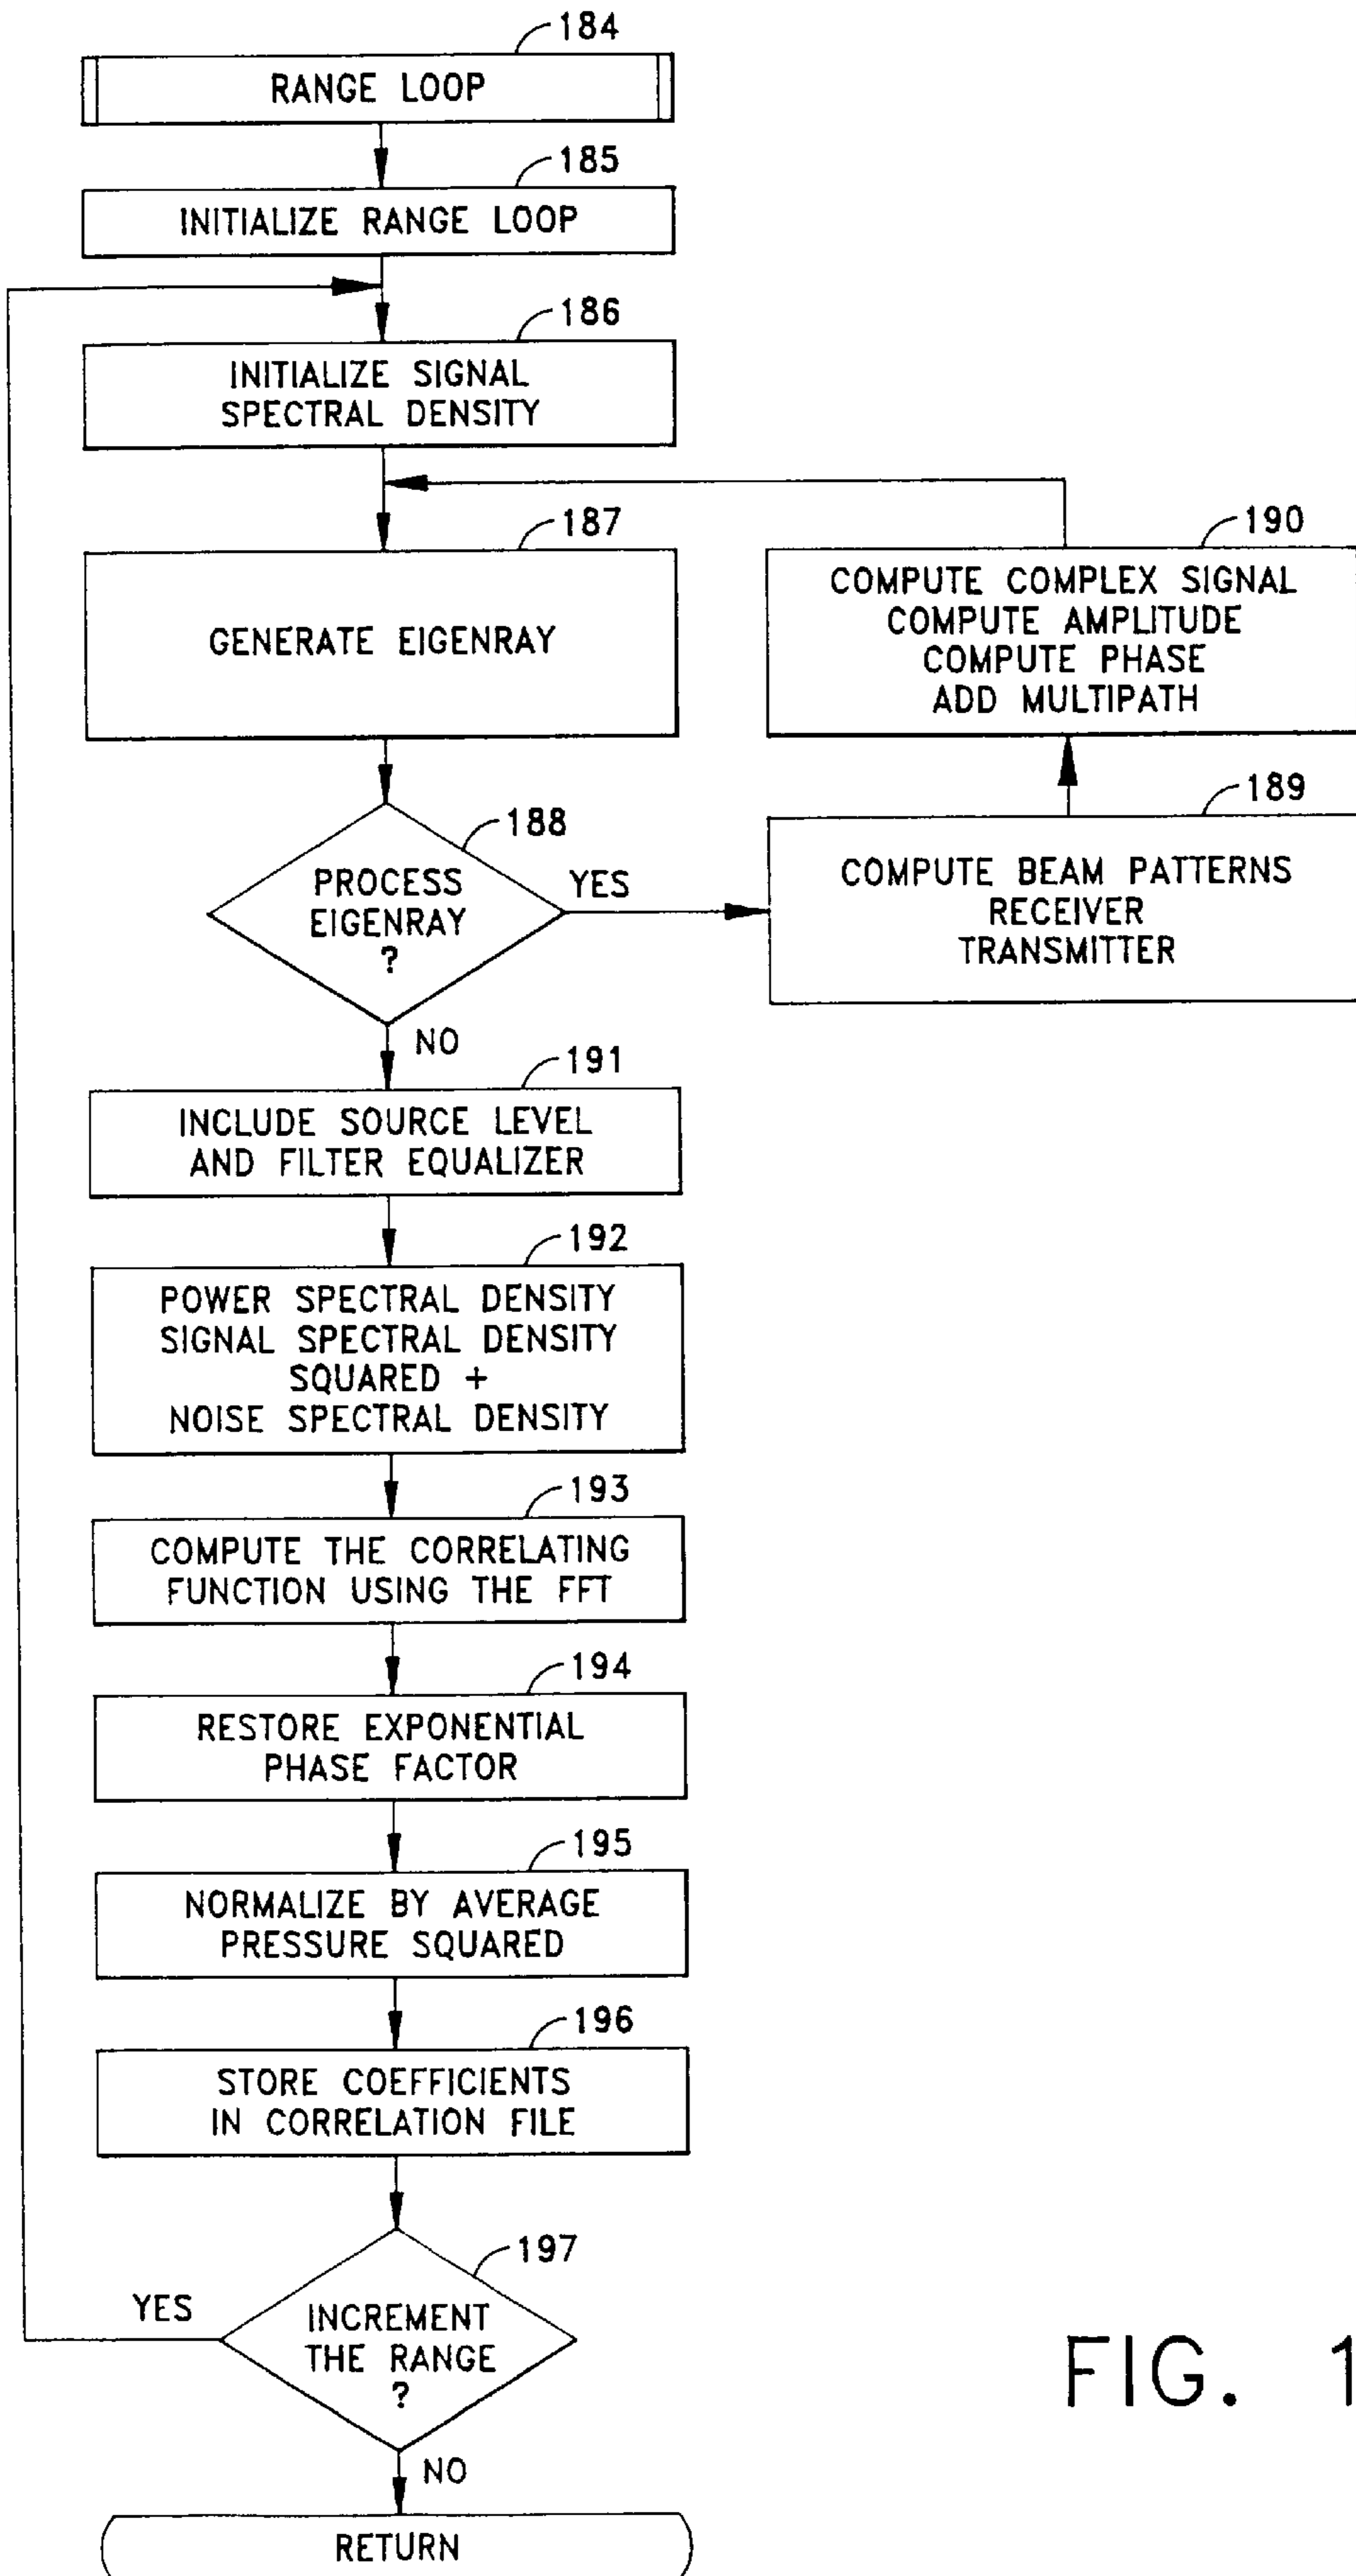 184
RANGE LOOP
185
INITIALIZE RANGE LOOP
186
INITIALIZE SIGNAL
SPECTRAL DENSITY
187
GENERATE EIGENRAY
190
COMPUTE COMPLEX SIGNAL
COMPUTE AMPLITUDE
COMPUTE PHASE
ADD MULTIPATH
188
PROCESS
EIGENRAY
?
YES
189
COMPUTE BEAM PATTERNS
RECEIVER
TRANSMITTER
NO
191
INCLUDE SOURCE LEVEL
AND FILTER EQUALIZER
192
POWER SPECTRAL DENSITY
SIGNAL SPECTRAL DENSITY
SQUARED +
NOISE SPECTRAL DENSITY
193
COMPUTE THE CORRELATING
FUNCTION USING THE FFT
194
RESTORE EXPONENTIAL
PHASE FACTOR
195
NORMALIZE BY AVERAGE
PRESSURE SQUARED
196
STORE COEFFICIENTS
IN CORRELATION FILE
197
INCREMENT
THE RANGE
?
YES
NO
RETURN
FIG. 1